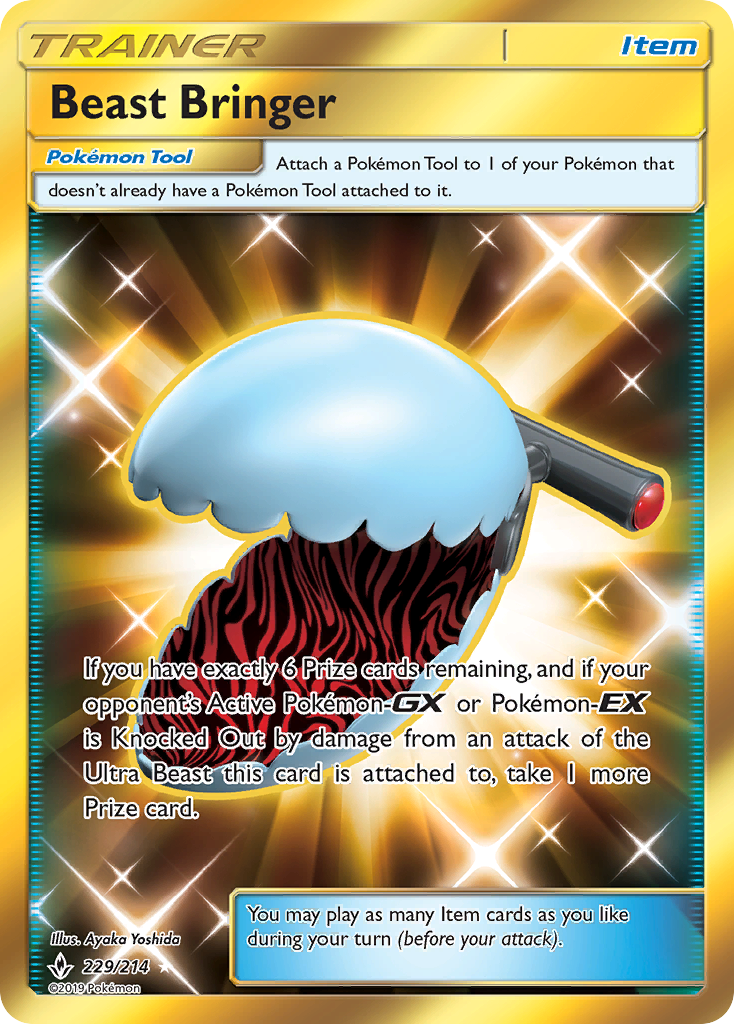 TRAINER Item
Beast Bringer
Pokémon Tool Attach a Pokémon Tool to 1 of your Pokémon that
doesn't already have a Pokémon Tool attached to it.
If you have exactly 6 Prize cards remaining, and if your
opponent's Active Pokémon-GX or Pokémon-EX
is Knocked Out by damage from an attack of the
Ultra Beast this card is attached to, take 1 more
Prize card.
You may play as many Item cards as you like
during your turn (before your attack).
Illus. Ayaka Yoshida
229/214
©2019 Pokémon